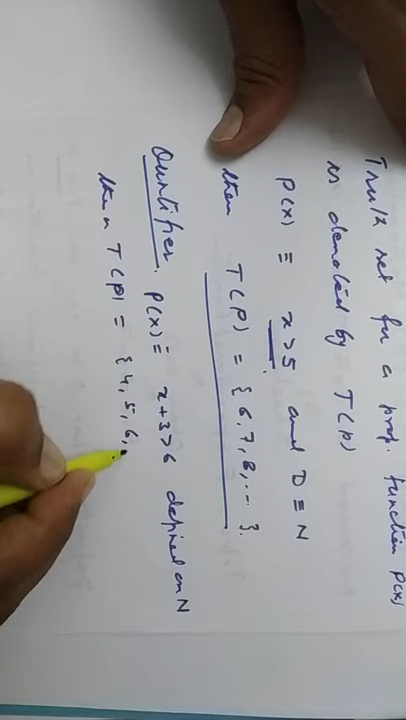 Truth set for a prop. function P(x)
is denoted by T(p)
P(x) ≡ x>5 and D ≡ N
then T(p) = {6, 7, 8, ... }.
Quntifier. P(x) ≡ x+3>6 defined on N
then T(p) = {4, 5, 6,